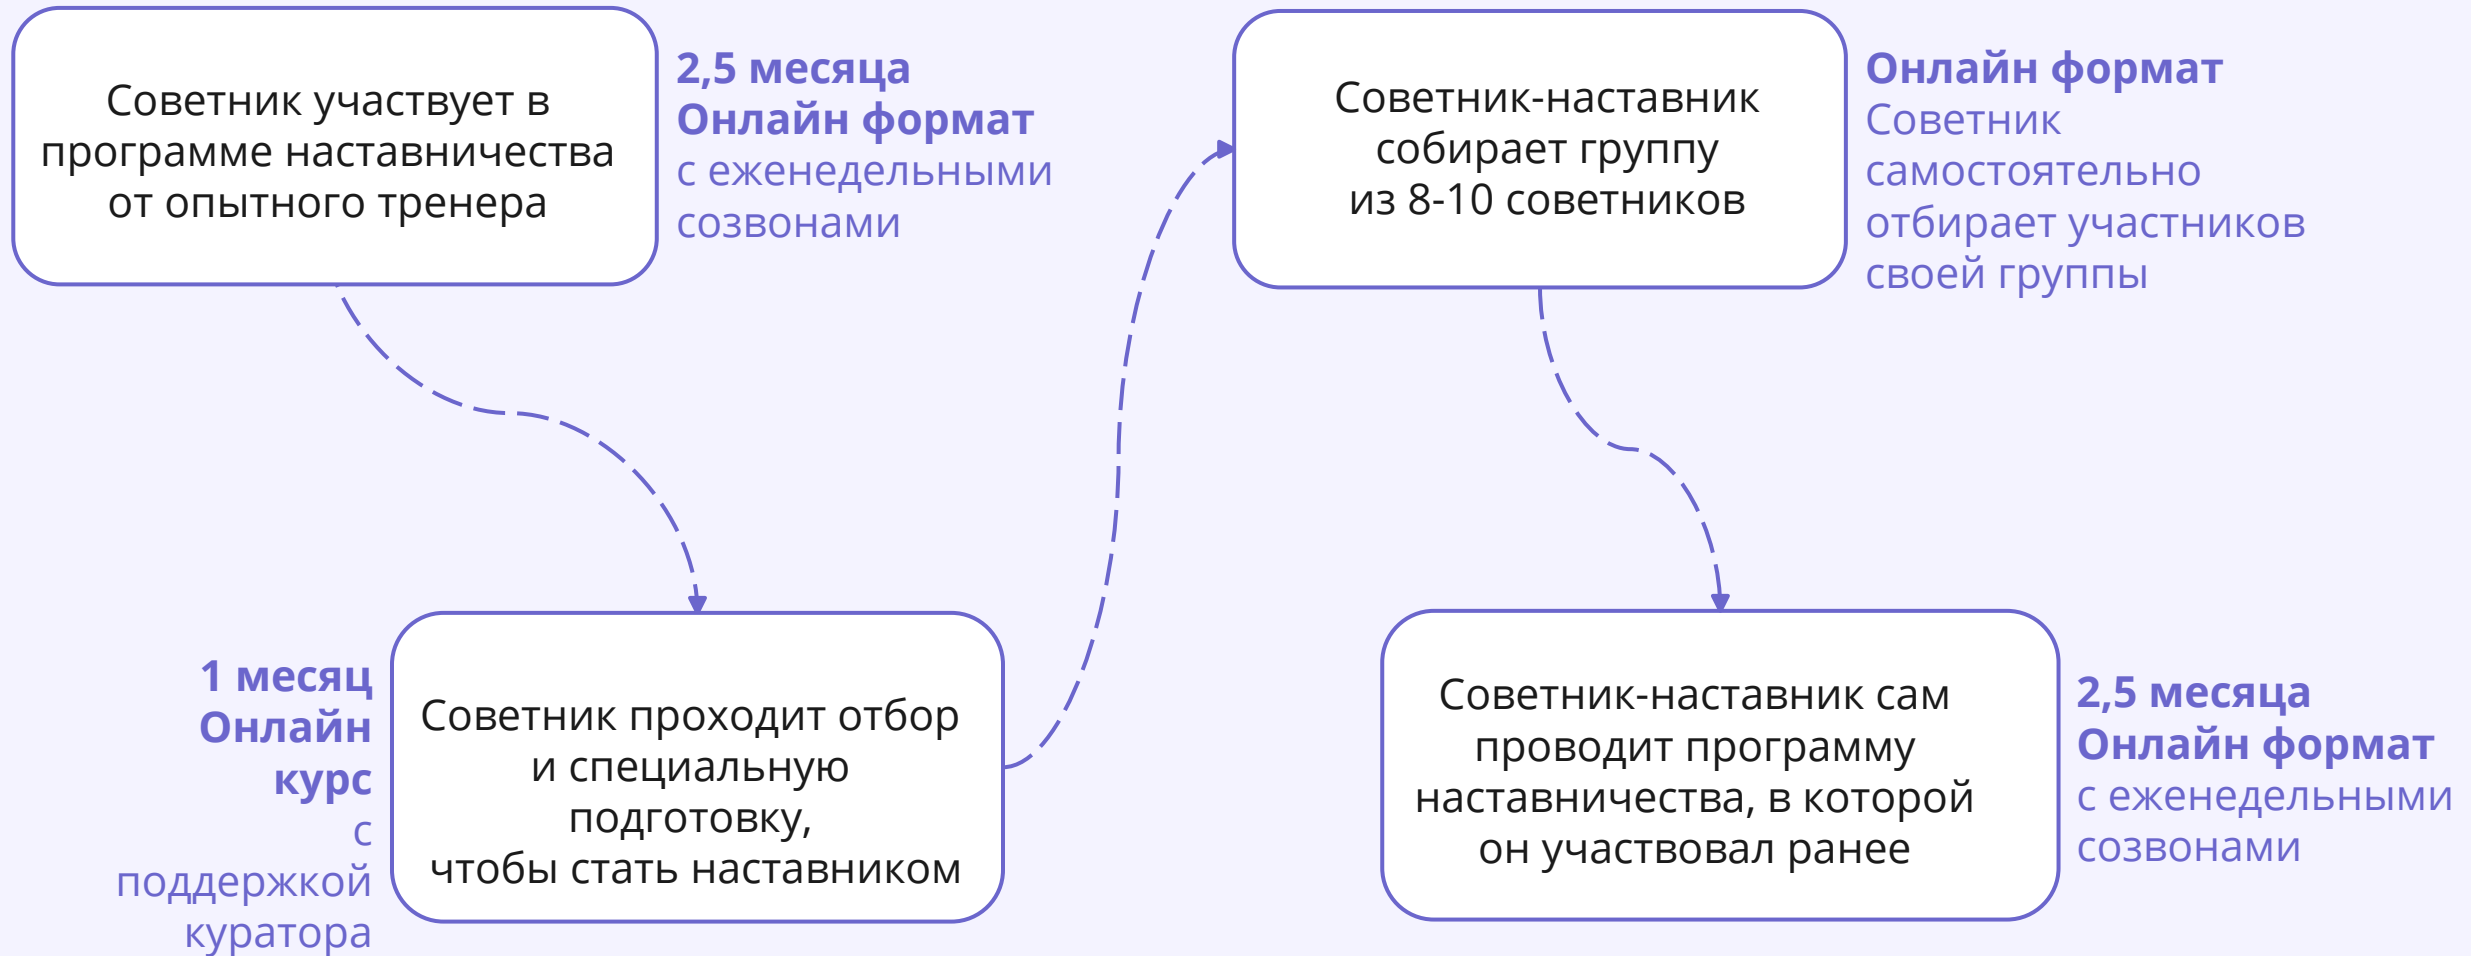 Советник участвует в
программе наставничества
от опытного тренера
2,5 месяца
Онлайн формат
с еженедельными
созвонами
1 месяц
Онлайн
курс
с
поддержкой
куратора
Советник проходит отбор
и специальную
подготовку,
чтобы стать наставником
Советник-наставник
собирает группу
из 8-10 советников
Онлайн формат
Советник
самостоятельно
отбирает участников
своей группы
Советник-наставник сам
проводит программу
наставничества, в которой
он участвовал ранее
2,5 месяца
Онлайн формат
с еженедельными
созвонами